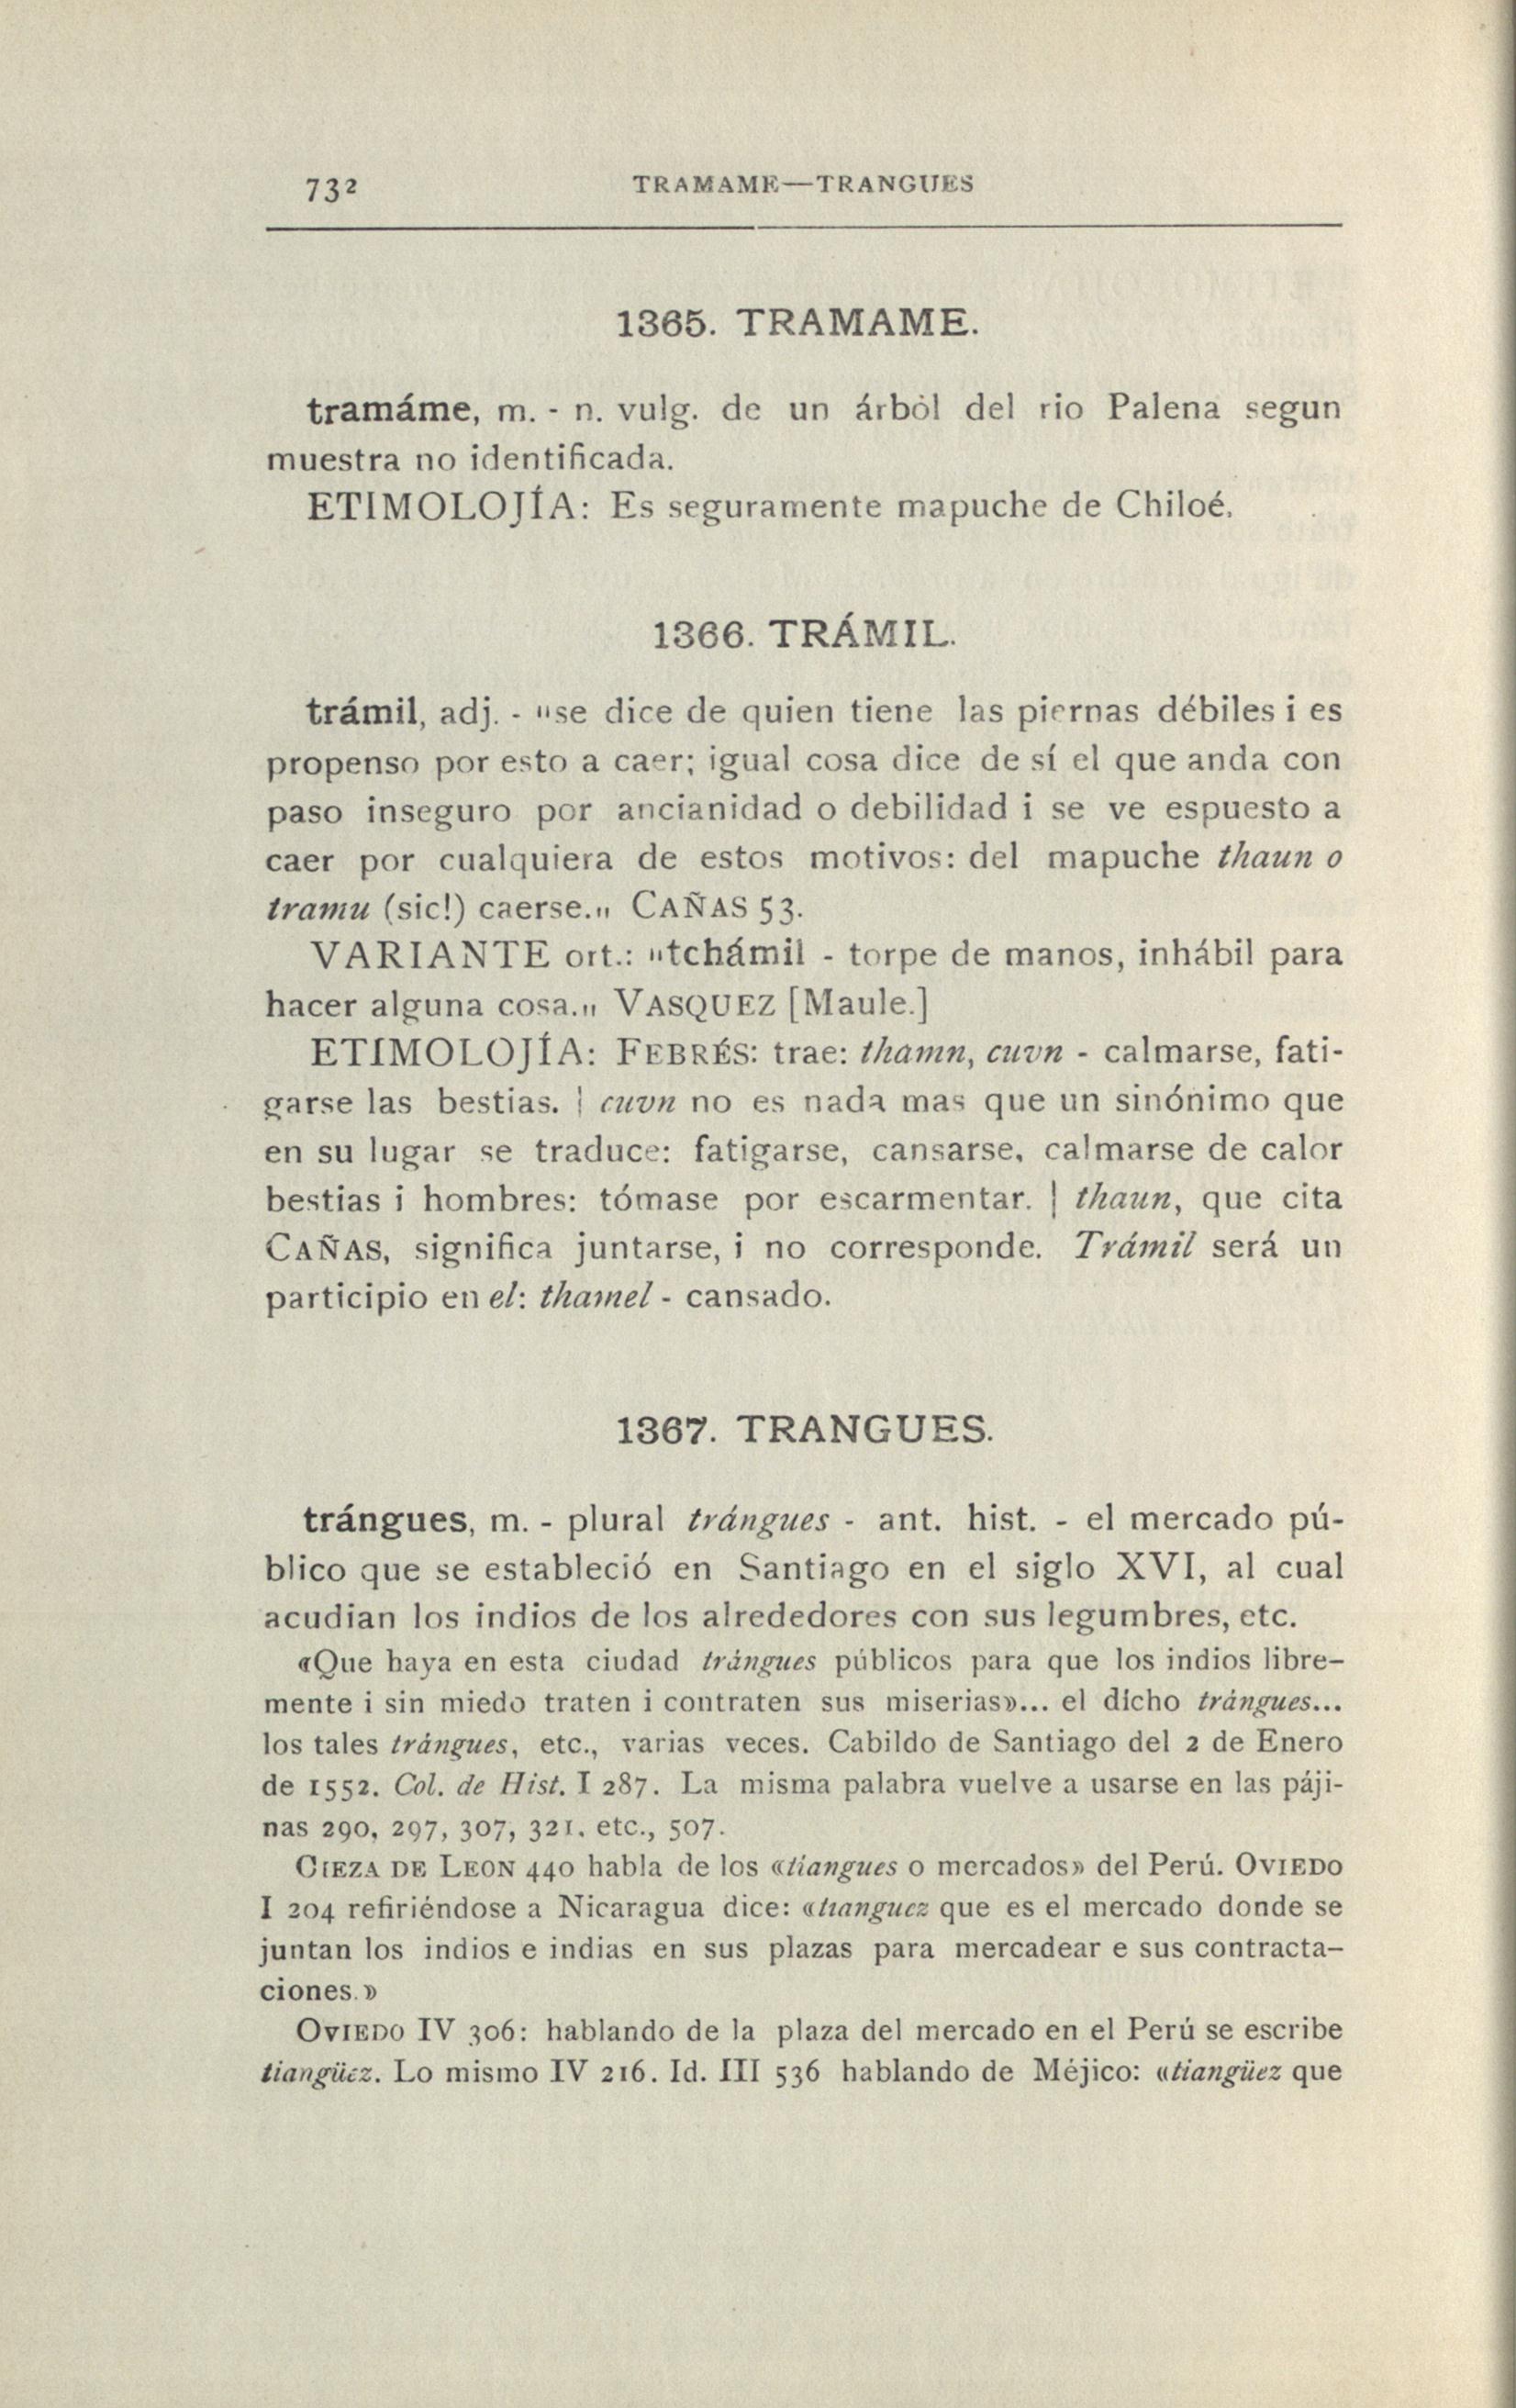 732 TRAMAME—TRANGUES
1365. TRAMAME.
tramáme, m. - n. vulg. de un árból del rio Palena segun
muestra no identificada.
ETIMOLOJÍA: Es seguramente mapuche de Chiloé.
1366. TRÁMIL.
trámil, adj. - "se dice de quien tiene las piernas débiles i es
propenso por esto a caer; igual cosa dice de sí el que anda con
paso inseguro por ancianidad o debilidad i se ve espuesto a
caer por cualquiera de estos motivos: del mapuche thaun o
tramu (sic!) caerse.„ CAÑAS 53.
VARIANTE ort.: "tchámil - torpe de manos, inhábil para
hacer alguna cosa.„ VASQUEZ [Maule.]
ETIMOLOJÍA: FEBRÉS: trae: thamn, cuvn - calmarse, fati-
garse las bestias. | cuvn no es nada mas que un sinónimo que
en su lugar se traduce: fatigarse, cansarse, calmarse de calor
bestias i hombres: tómase por escarmentar. | thaun, que cita
CAÑAS, significa juntarse, i no corresponde. Trámil será un
participio en el: thamel - cansado.
1367. TRANGUES.
trángues, m. - plural trángues - ant. hist. - el mercado pú-
blico que se estableció en Santiago en el siglo XVI, al cual
acudian los indios de los alrededores con sus legumbres, etc.
«Que haya en esta ciudad trángues públicos para que los indios libre-
mente i sin miedo traten i contraten sus miserias»... el dicho trángues...
los tales trángues, etc., varias veces. Cabildo de Santiago del 2 de Enero
de 1552. Col. de Hist. I 287. La misma palabra vuelve a usarse en las páji-
nas 290, 297, 307, 321, etc., 507.
CIEZA DE LEON 440 habla de los «tiangues o mercados» del Perú. OVIEDO
I 204 refiriéndose a Nicaragua dice: «tianguez que es el mercado donde se
juntan los indios e indias en sus plazas para mercadear e sus contracta-
ciones.»
OVIEDO IV 306: hablando de la plaza del mercado en el Perú se escribe
tiangüez. Lo mismo IV 216. Id. III 536 hablando de Méjico: «tiangüez que